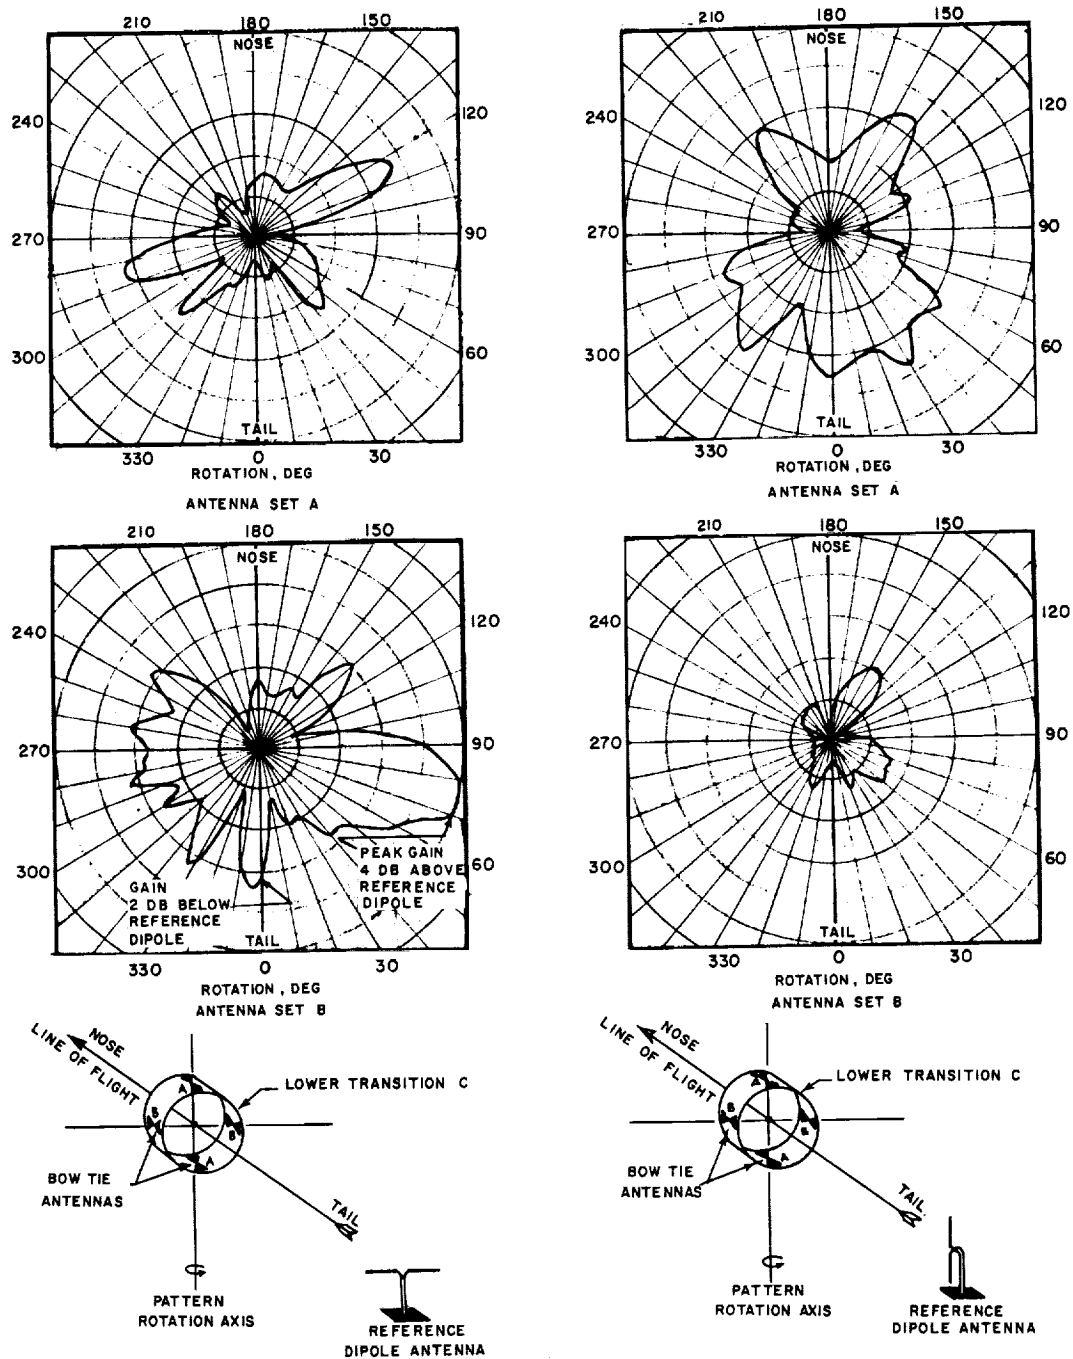 210 180 150
NOSE
240 120
270 90
300 60
TAIL
330 0 30
ROTATION, DEG
ANTENNA SET A
210 180 150
NOSE
240 120
270 90
300 60
TAIL
330 0 30
ROTATION, DEG
ANTENNA SET A
210 180 150
NOSE
240 120
270 90
300 60
PEAK GAIN
4 DB ABOVE
REFERENCE
DIPOLE
GAIN
2 DB BELOW
REFERENCE
DIPOLE
TAIL
330 0 30
ROTATION, DEG
ANTENNA SET B
210 180 150
NOSE
240 120
270 90
300 60
TAIL
330 0 30
ROTATION, DEG
ANTENNA SET B
NOSE
LINE OF FLIGHT
LOWER TRANSITION C
A
B
B
A
BOW TIE
ANTENNAS
TAIL
PATTERN
ROTATION AXIS
REFERENCE
DIPOLE ANTENNA
NOSE
LINE OF FLIGHT
LOWER TRANSITION C
A
B
B
A
BOW TIE
ANTENNAS
TAIL
PATTERN
ROTATION AXIS
REFERENCE
DIPOLE ANTENNA